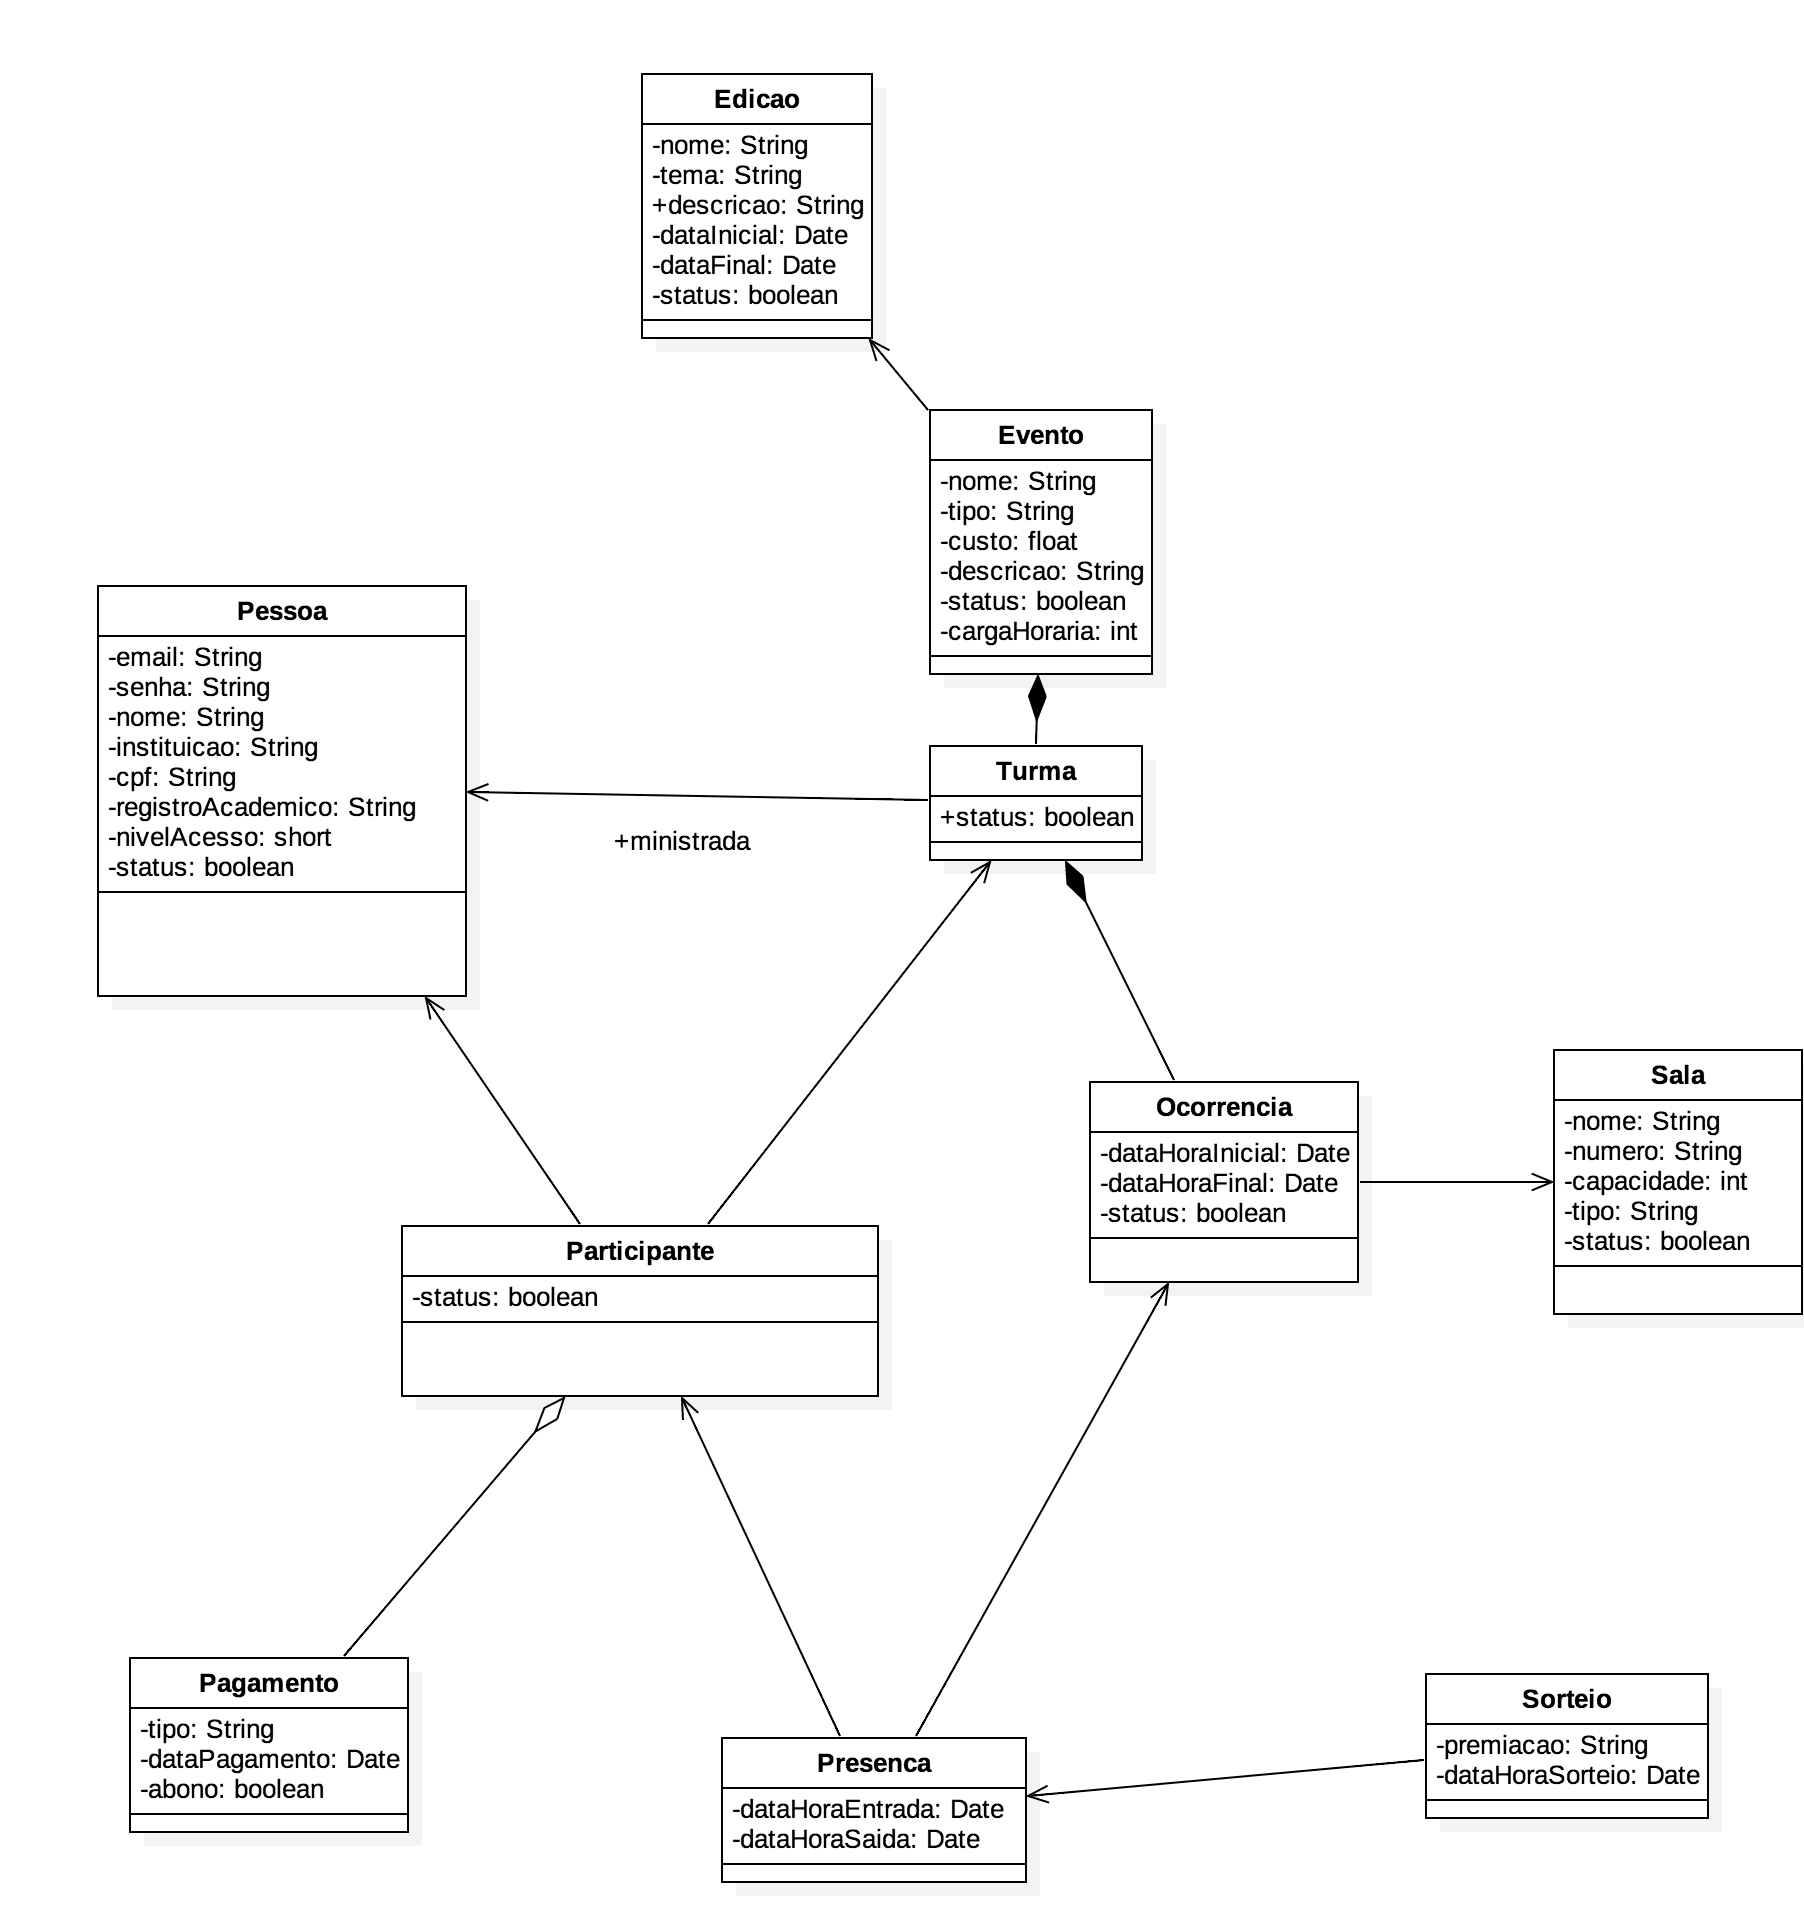 Edicao
-nome: String
-tema: String
+descricao: String
-dataInicial: Date
-dataFinal: Date
-status: boolean
Evento
-nome: String
-tipo: String
-custo: float
-descricao: String
-status: boolean
-cargaHoraria: int
Pessoa
-email: String
-senha: String
-nome: String
-instituicao: String
-cpf: String
-registroAcademico: String
-nivelAcesso: short
-status: boolean
Turma
+status: boolean
+ministrada
Ocorrencia
-dataHoraInicial: Date
-dataHoraFinal: Date
-status: boolean
Sala
-nome: String
-numero: String
-capacidade: int
-tipo: String
-status: boolean
Participante
-status: boolean
Pagamento
-tipo: String
-dataPagamento: Date
-abono: boolean
Presenca
-dataHoraEntrada: Date
-dataHoraSaida: Date
Sorteio
-premiacao: String
-dataHoraSorteio: Date